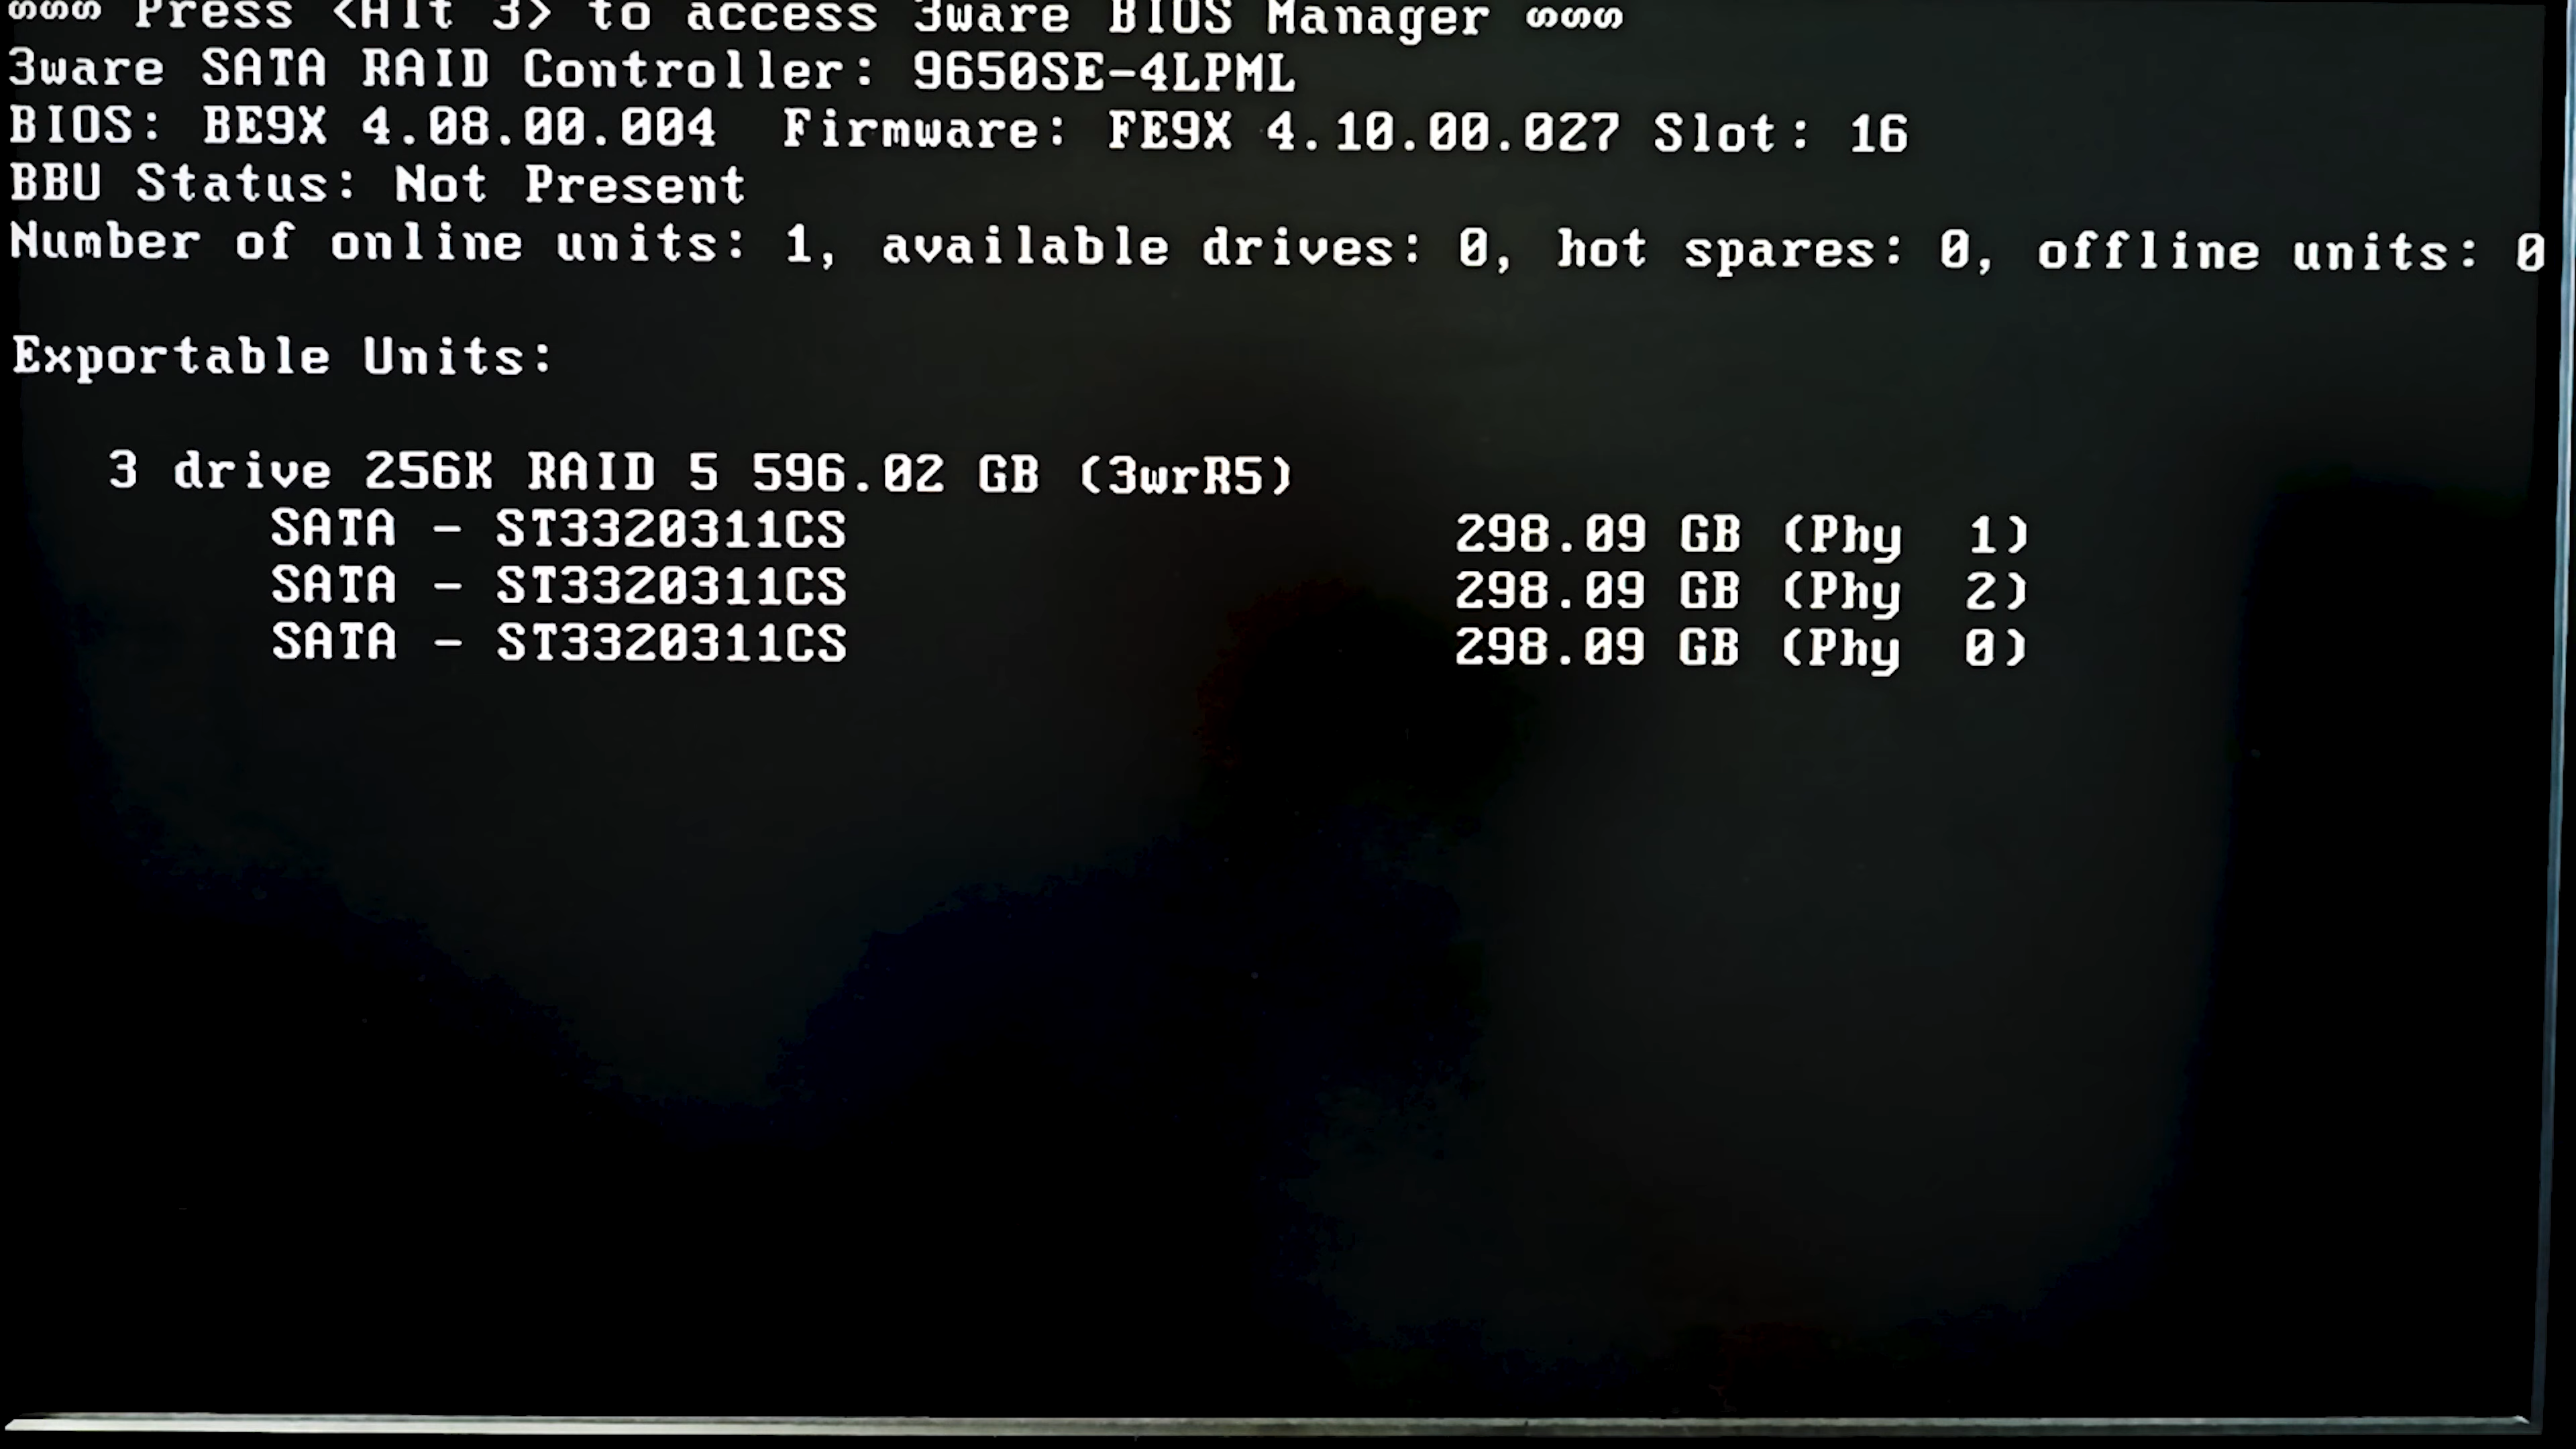 Press <Alt 3> to access 3ware BIOS Manager
3ware SATA RAID Controller: 9650SE-4LPML
BIOS: BE9X 4.08.00.004  Firmware: FE9X 4.10.00.027 Slot: 16
BBU Status: Not Present
Number of online units: 1, available drives: 0, hot spares: 0, offline units: 0
Exportable Units:
3 drive 256K RAID 5 596.02 GB (3wrR5)
SATA - ST3320311CS 298.09 GB (Phy  1)
SATA - ST3320311CS 298.09 GB (Phy  2)
SATA - ST3320311CS 298.09 GB (Phy  0)